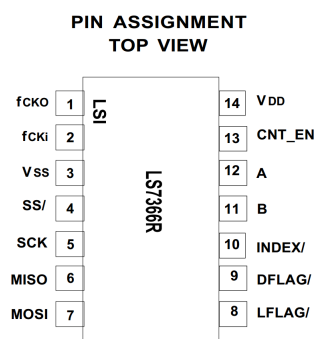 PIN ASSIGNMENT
TOP VIEW
fCKO 1
fCKi 2
VSS 3
SS/ 4
SCK 5
MISO 6
MOSI 7
LSI
LS7366R
14 VDD
13 CNT_EN
12 A
11 B
10 INDEX/
9 DFLAG/
8 LFLAG/